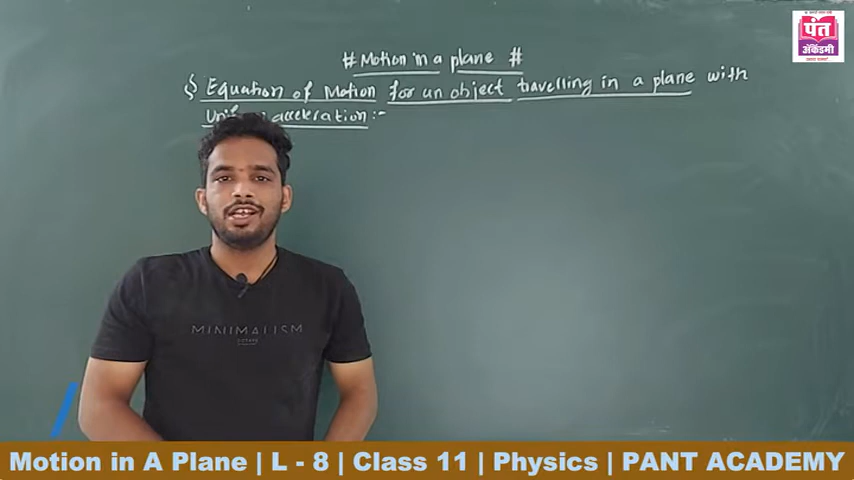 # Motion in a plane #
Equation of Motion for an object travelling in a plane with
acceleration :-
पंत
अ‍ॅकॅडमी
MINIMALISM
Motion in A Plane | L - 8 | Class 11 | Physics | PANT ACADEMY